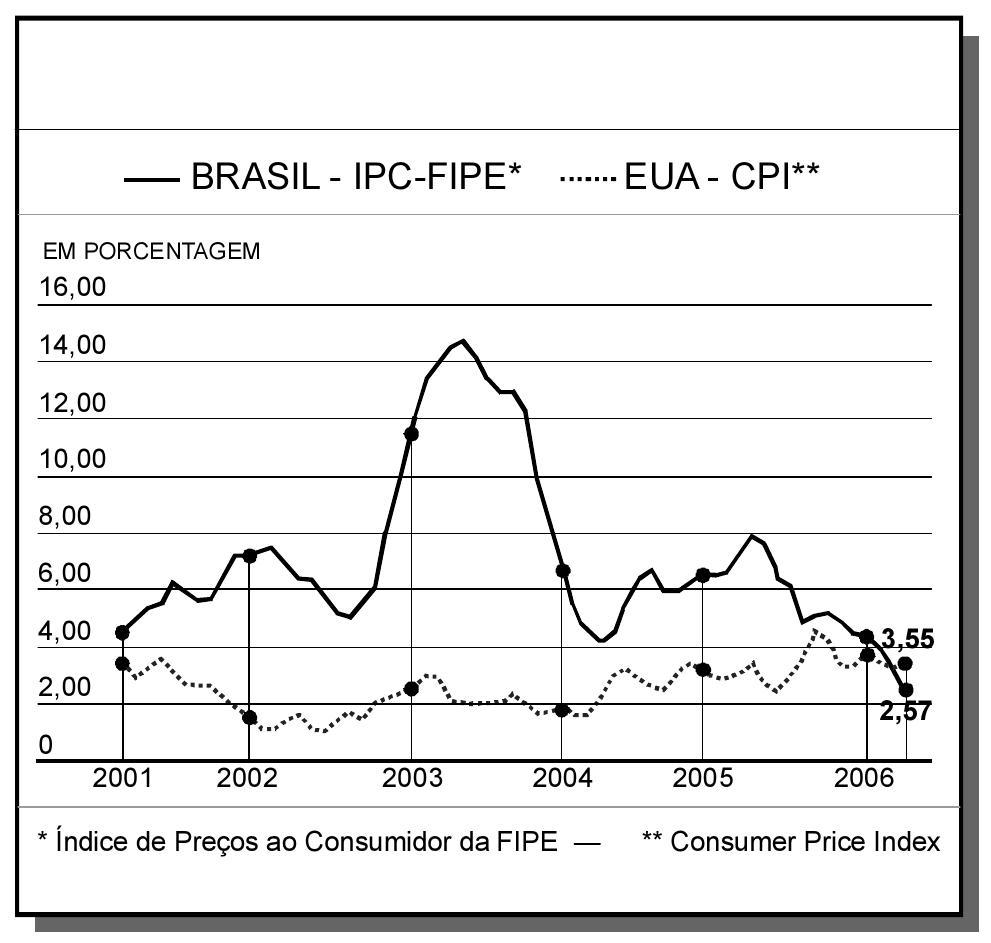 BRASIL - IPC-FIPE* EUA - CPI**
EM PORCENTAGEM
16,00
14,00
12,00
10,00
8,00
6,00
4,00
3,55
2,00
2,57
0
2001 2002 2003 2004 2005 2006
* Índice de Preços ao Consumidor da FIPE — ** Consumer Price Index